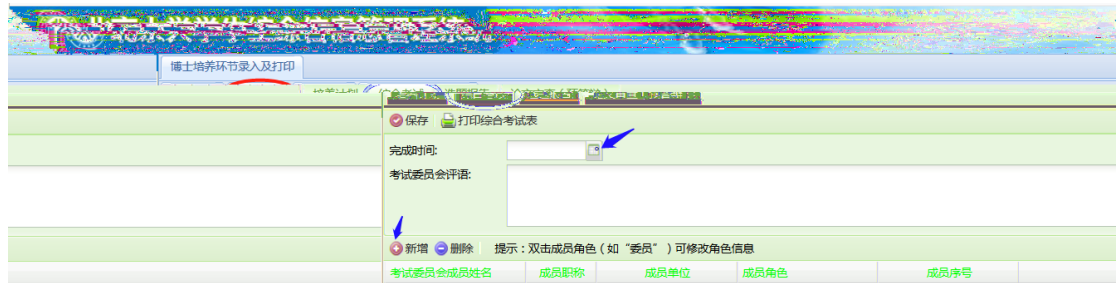 博士培养环节录入及打印
保存 打印综合考试表
完成时间:
考试委员会评语:
新增 删除 提示：双击成员角色（如“委员”）可修改角色信息
考试委员会成员姓名 成员职称 成员单位 成员角色 成员序号